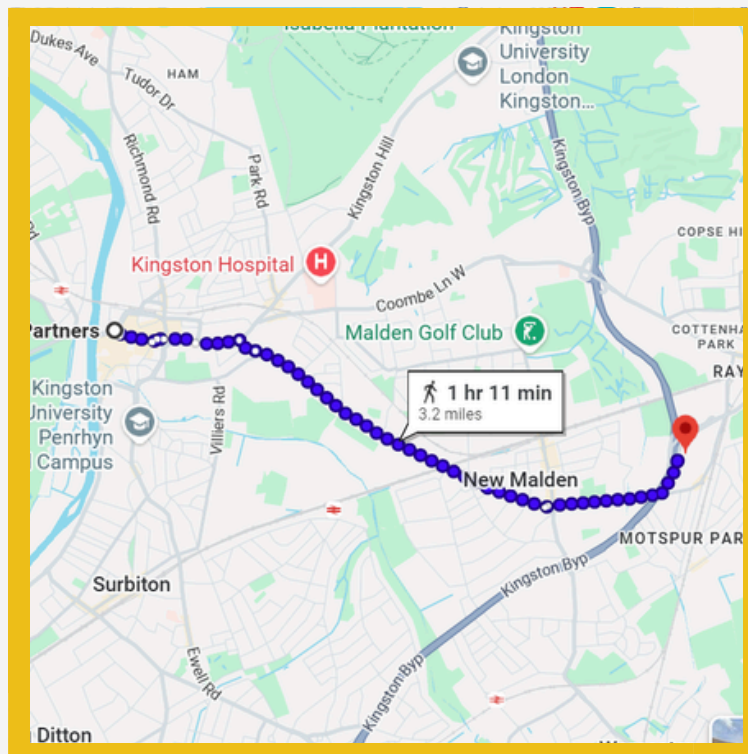 Isabella Plantation
Dukes Ave
HAM
Tudor Dr
Kingston
University
London
Kingston...
Richmond Rd
Park Rd
Kingston Hill
Kingston Byp
COPSE HI
Kingston Hospital
H
Coombe Ln W
Partners
Malden Golf Club
COTTENHA
PARK
RAY
Kingston
University
Penrhyn
Campus
Villiers Rd
1 hr 11 min
3.2 miles
New Malden
MOTSPUR PAR
Surbiton
Kingston Byp
Ewell Rd
Kingston Byp
Ditton